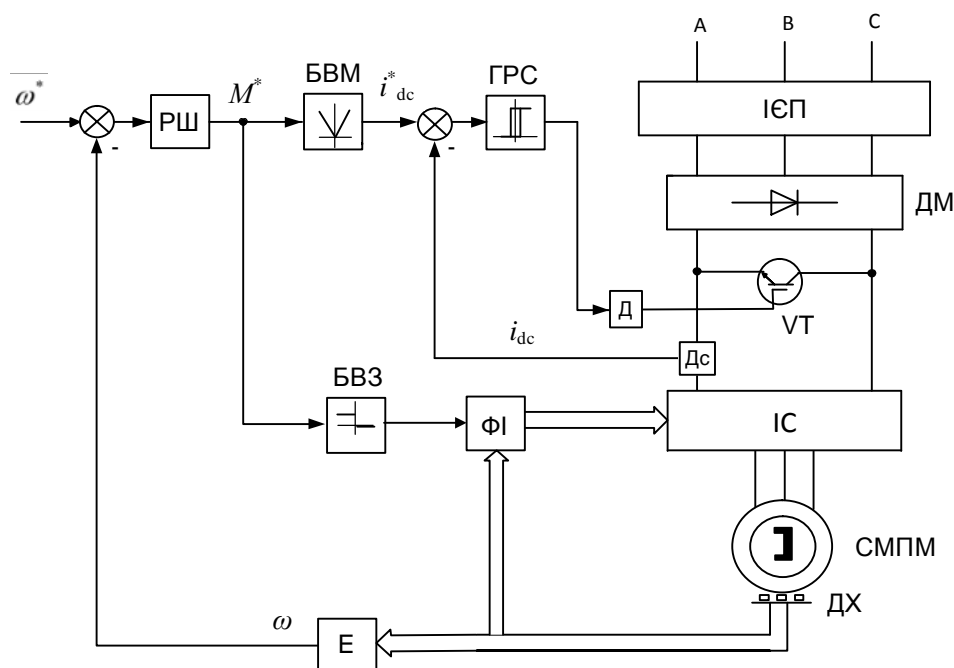 A B C
ω*
РШ
M*
БВМ
i*dc
-
ГРС
ІЄП
ДМ
Д
VT
idc
Дс
БВЗ
ФІ
ІС
СМПМ
ДХ
ω
Е
-